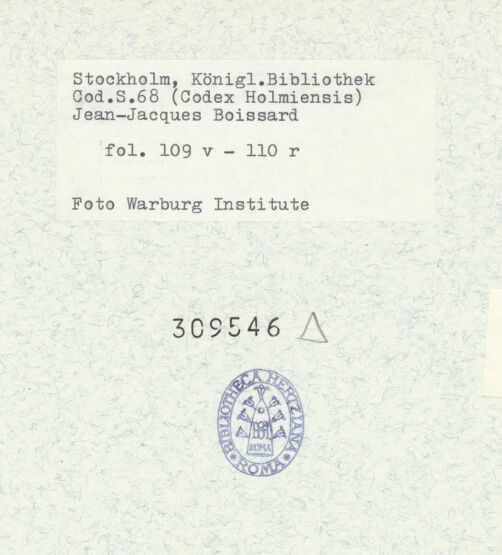 Stockholm, Königl.Bibliothek
Cod.S.68 (Codex Holmiensis)
Jean-Jacques Boissard
fol. 109 v - 110 r
Foto Warburg Institute
309546 △
BIBLIOTHECA HERTZIANA
ROMA
* ROMA *